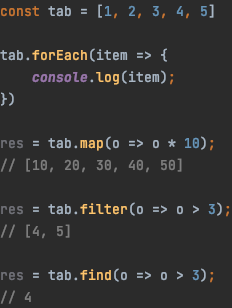 const tab = [1, 2, 3, 4, 5]
tab.forEach(item => {
    console.log(item);
})
res = tab.map(o => o * 10);
// [10, 20, 30, 40, 50]
res = tab.filter(o => o > 3);
// [4, 5]
res = tab.find(o => o > 3);
// 4